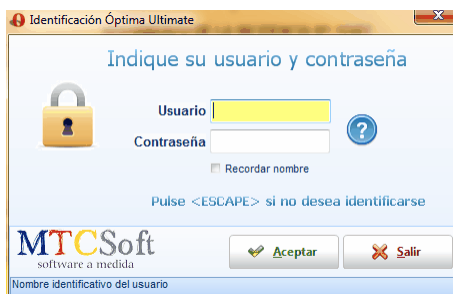 Identificación Óptima Ultimate
Indique su usuario y contraseña
Usuario
Contraseña
?
Recordar nombre
Pulse <ESCAPE> si no desea identificarse
MTCSoft
software a medida
Aceptar
Salir
Nombre identificativo del usuario